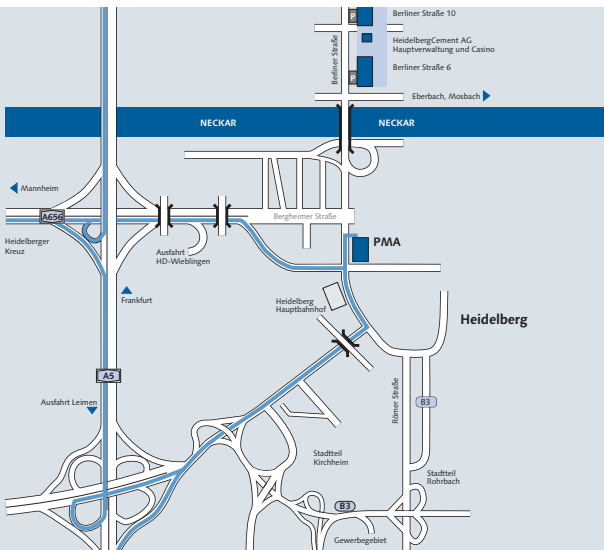 Berliner Straße 10
P
Berliner Straße
HeidelbergCement AG
Hauptverwaltung und Casino
Berliner Straße 6
P
Eberbach, Mosbach
NECKAR
NECKAR
Mannheim
A656
Bergheimer Straße
Heidelberger
Kreuz
Ausfahrt
HD-Wieblingen
PMA
Frankfurt
Heidelberg
Hauptbahnhof
Heidelberg
A5
Ausfahrt Leimen
Römer Straße
B3
Stadtteil
Kirchheim
Stadtteil
Rohrbach
B3
Gewerbegebiet